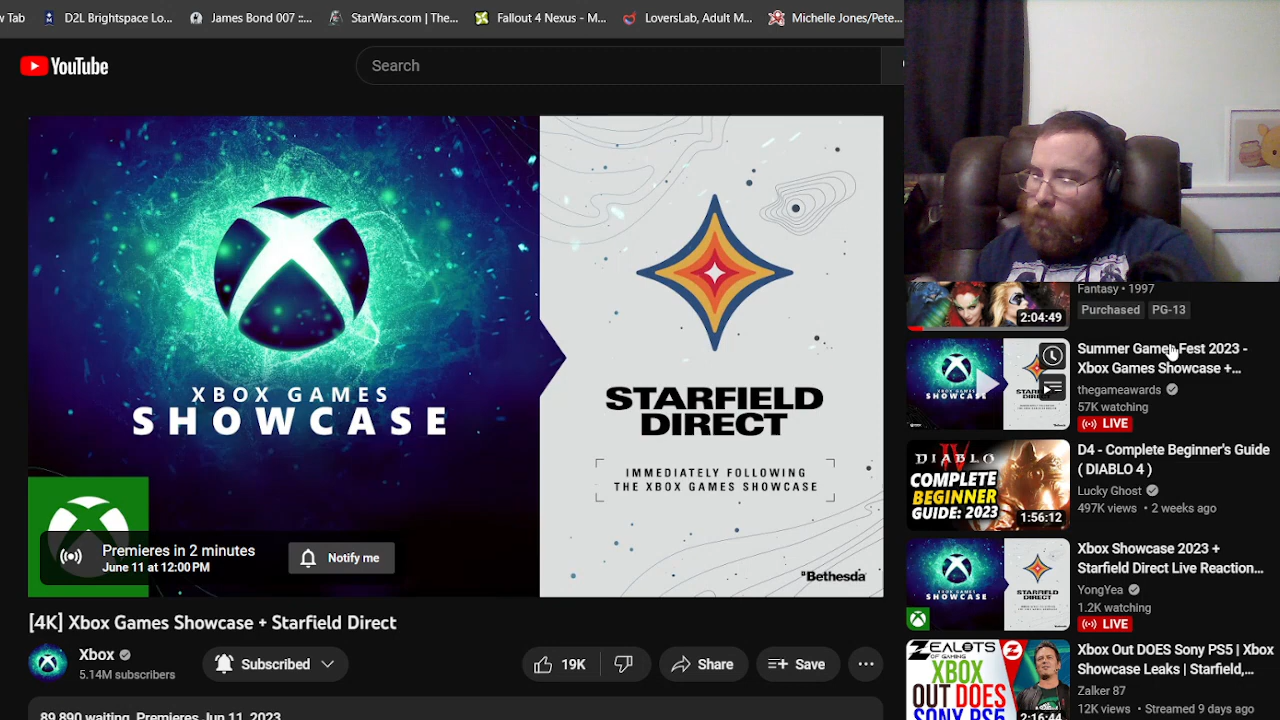 w Tab
D2L Brightspace Lo...
James Bond 007 ::...
StarWars.com | The...
Fallout 4 Nexus - M...
LoversLab, Adult M...
Michelle Jones/Pete...
YouTube
Search
XBOX GAMES
SHOWCASE
STARFIELD
DIRECT
IMMEDIATELY FOLLOWING
THE XBOX GAMES SHOWCASE
Bethesda
Premieres in 2 minutes
June 11 at 12:00 PM
Notify me
[4K] Xbox Games Showcase + Starfield Direct
Xbox
5.14M subscribers
Subscribed
19K
Share
Save
89,890 waiting Premieres Jun 11, 2023
Fantasy • 1997
Purchased
PG-13
2:04:49
Summer Game Fest 2023 -
Xbox Games Showcase +...
thegameawards
57K watching
LIVE
XBOX GAMES
SHOWCASE
DIABLO
IV
COMPLETE
BEGINNER
GUIDE: 2023
1:56:12
D4 - Complete Beginner's Guide
( DIABLO 4 )
Lucky Ghost
497K views • 2 weeks ago
XBOX GAMES
SHOWCASE
STARFIELD
DIRECT
Xbox Showcase 2023 +
Starfield Direct Live Reaction...
YongYea
1.2K watching
LIVE
ZEALOTS
OF GAMING
XBOX
OUT DOES
SONY PS5
2:16:44
Xbox Out DOES Sony PS5 | Xbox
Showcase Leaks | Starfield,...
Zalker 87
12K views • Streamed 9 days ago